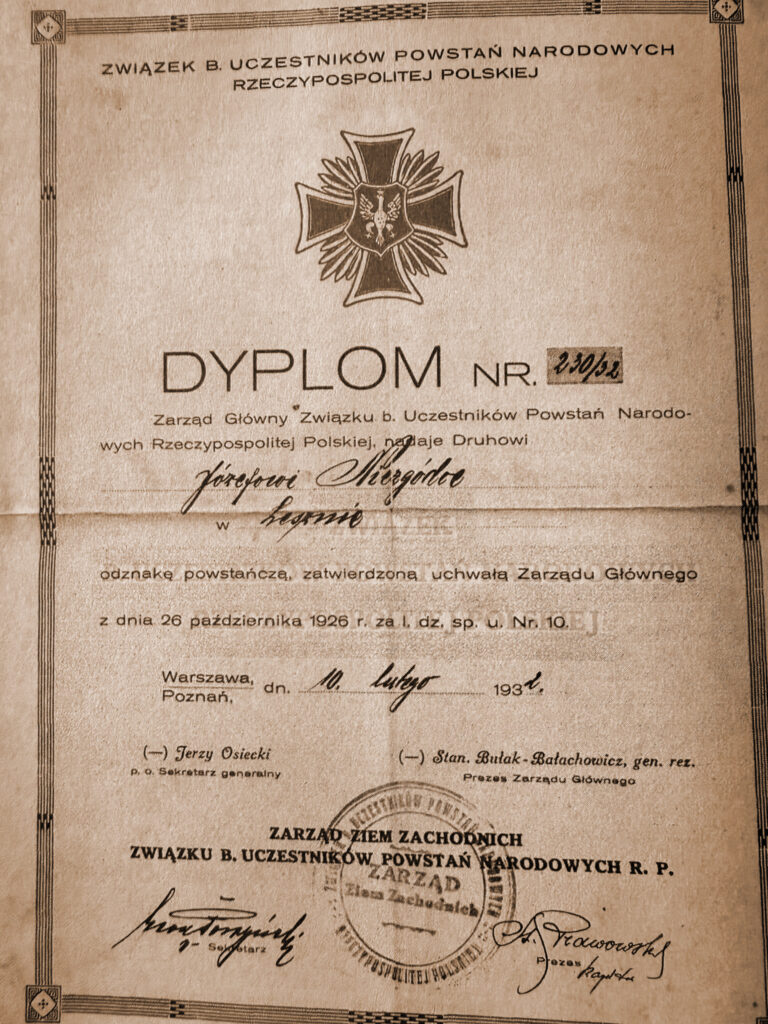 ZWIĄZEK B. UCZESTNIKÓW POWSTAŃ NARODOWYCH
RZECZYPOSPOLITEJ POLSKIEJ
DYPLOM NR. 230/32
Zarząd Główny Związku b. Uczestników Powstań Narodo-
wych Rzeczypospolitej Polskiej, nadaje Druhowi
Józefowi Niezgódce
w
odznakę powstańczą, zatwierdzoną uchwałą Zarządu Głównego
z dnia 26 października 1926 r. za l. dz. sp. u. Nr. 10.
Warszawa,
Poznań, dn. 10. lutego 1932.
(—) Jerzy Osiecki
p. o. Sekretarz generalny
(—) Stan. Bułak-Bałachowicz, gen. rez.
Prezes Zarządu Głównego
ZARZĄD ZIEM ZACHODNICH
ZWIĄZKU B. UCZESTNIKÓW POWSTAŃ NARODOWYCH R. P.
ZARZĄD
Ziem Zachodnich
RZECZYPOSPOLITEJ POLSKIEJ
Sekretarz
Prezes